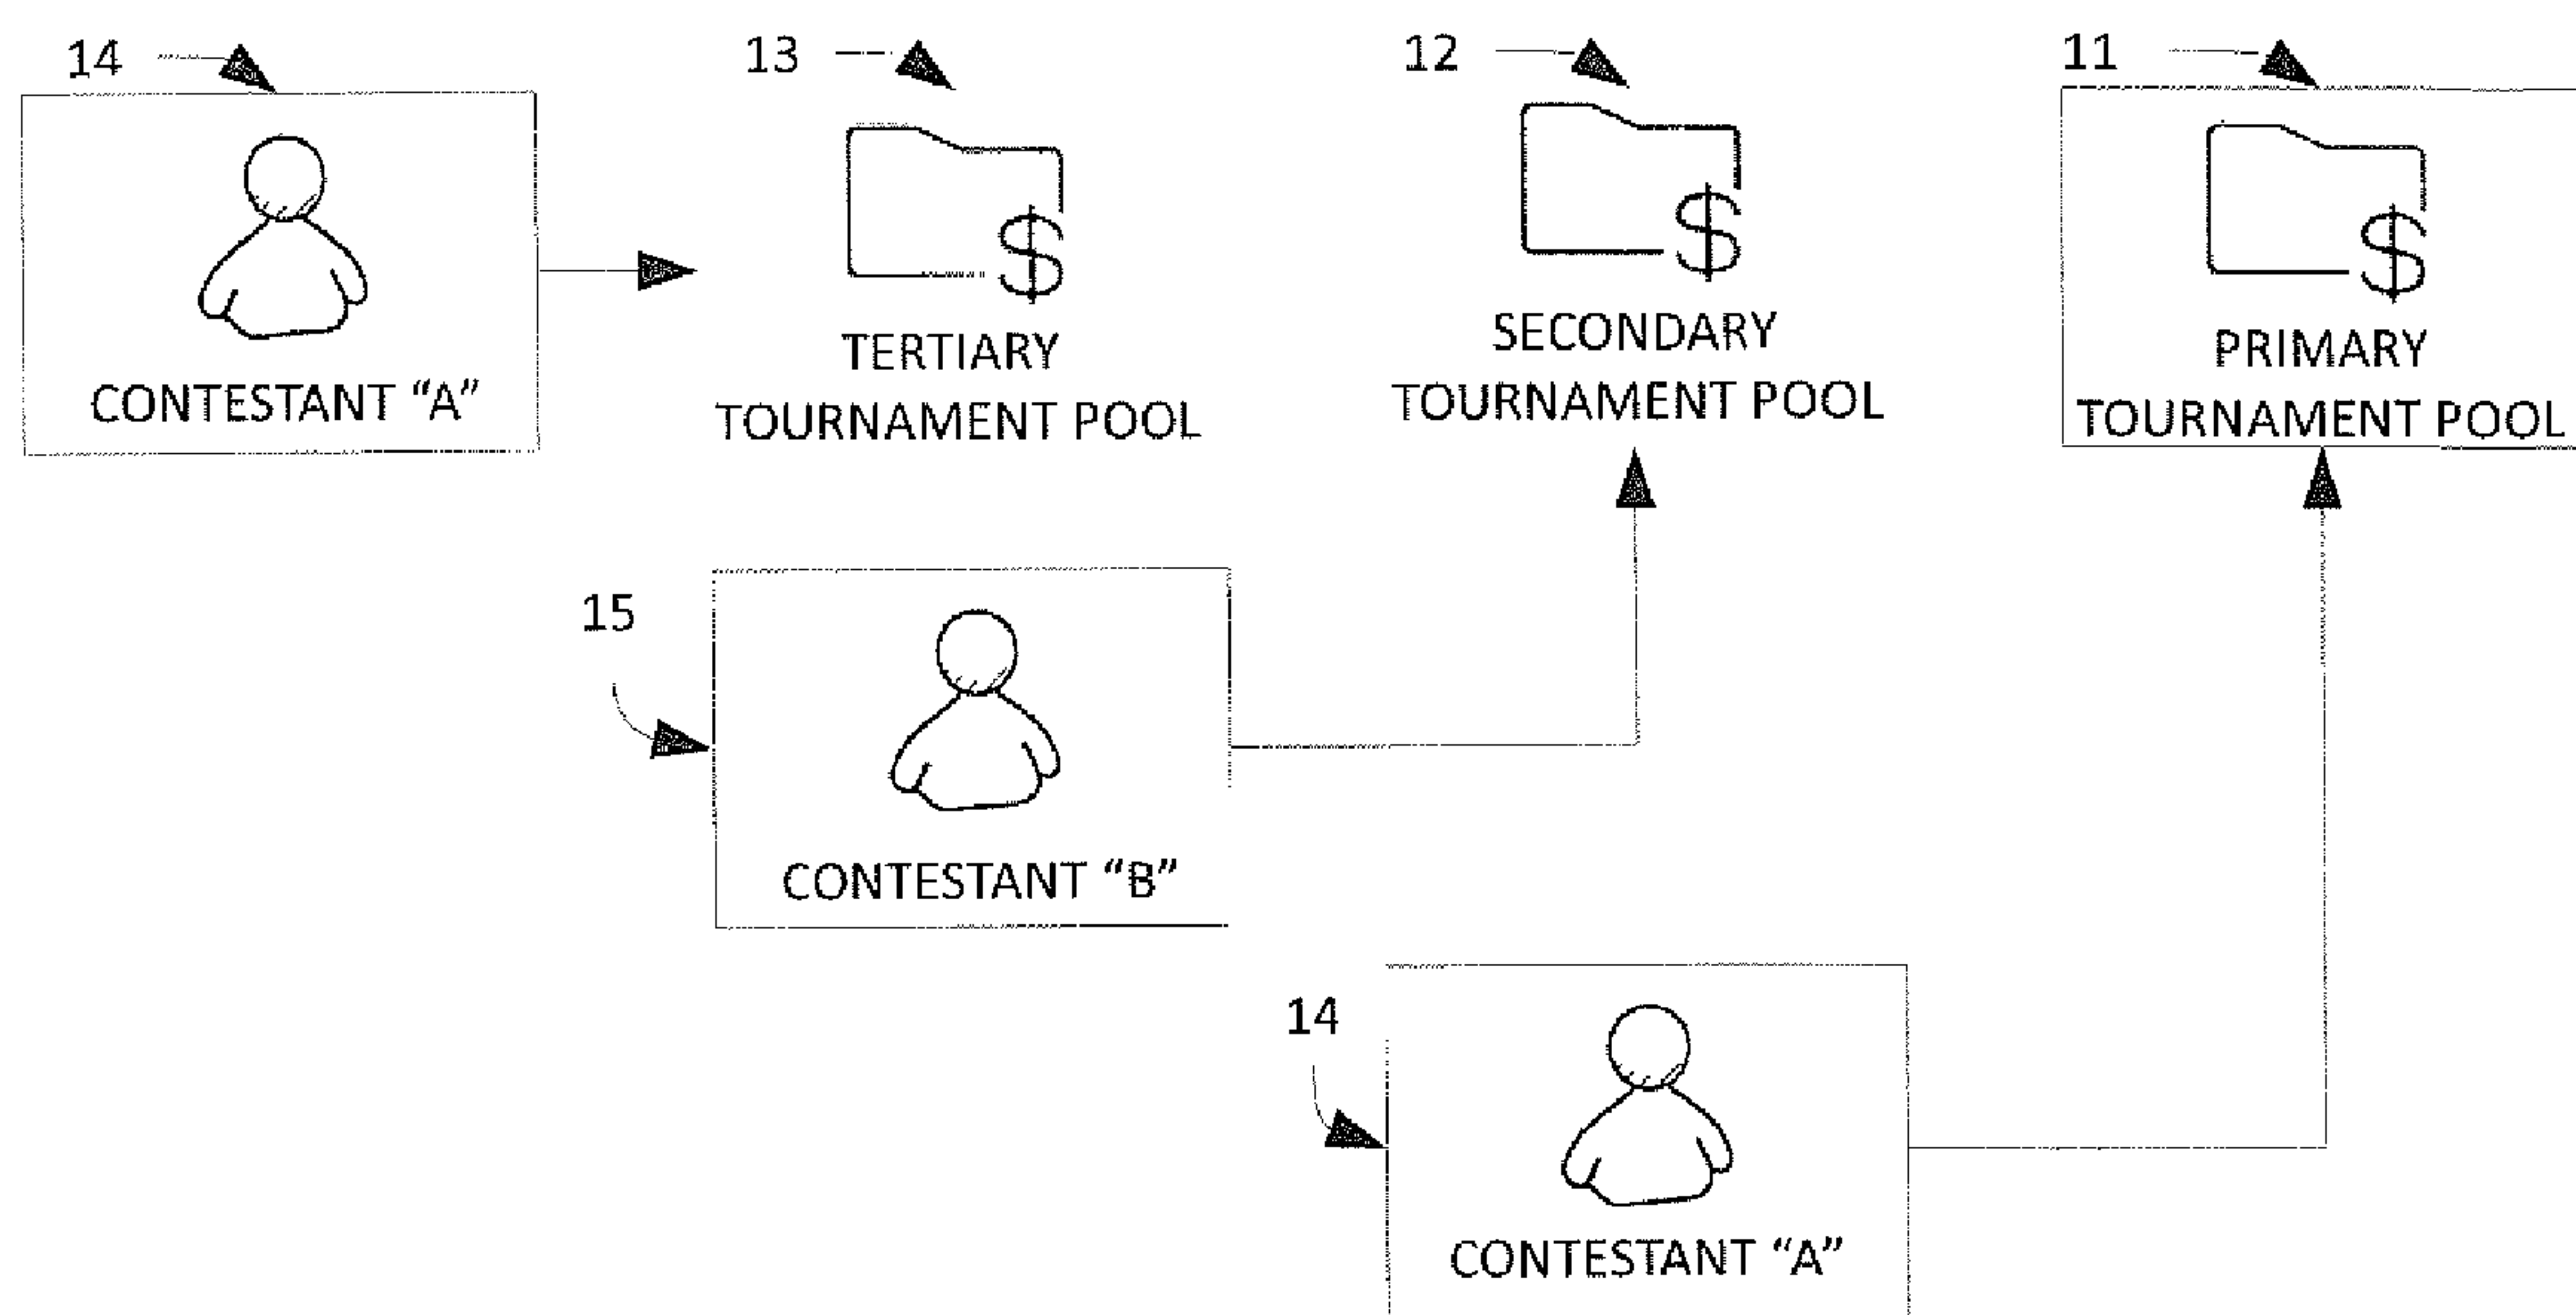 14
13
12
11
$
$
$
CONTESTANT “A”
TERTIARY
TOURNAMENT POOL
SECONDARY
TOURNAMENT POOL
PRIMARY
TOURNAMENT POOL
15
CONTESTANT “B”
14
CONTESTANT “A”